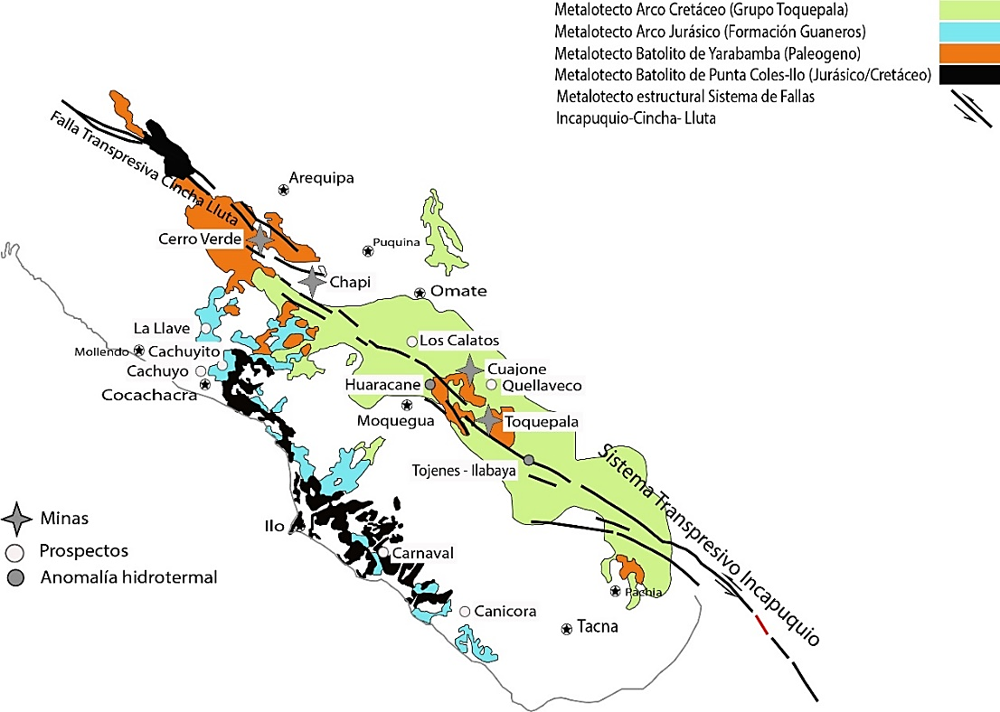 Metalotecto Arco Cretáceo (Grupo Toquepala)
Metalotecto Arco Jurásico (Formación Guaneros)
Metalotecto Batolito de Yarabamba (Paleogeno)
Metalotecto Batolito de Punta Coles-Ilo (Jurásico/Cretáceo)
Metalotecto estructural Sistema de Fallas
Incapuquio-Cincha- Lluta
Falla Transpresiva Cincha Lluta
Arequipa
Cerro Verde
Puquina
Chapi
Omate
La Llave
Los Calatos
Mollendo
Cachuyito
Cachuyo
Cuajone
Huaracane
Quellaveco
Cocachacra
Moquegua
Toquepala
Tojenes - Ilabaya
Sistema Transpresivo Incapuquio
Minas
Ilo
Prospectos
Carnaval
Anomalía hidrotermal
Pachia
Canicora
Tacna